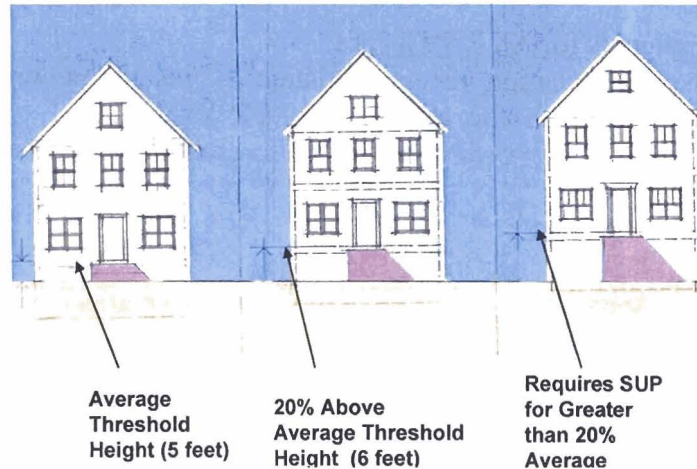 Average
Threshold
Height (5 feet)
20% Above
Average Threshold
Height (6 feet)
Requires SUP
for Greater
than 20%
Average